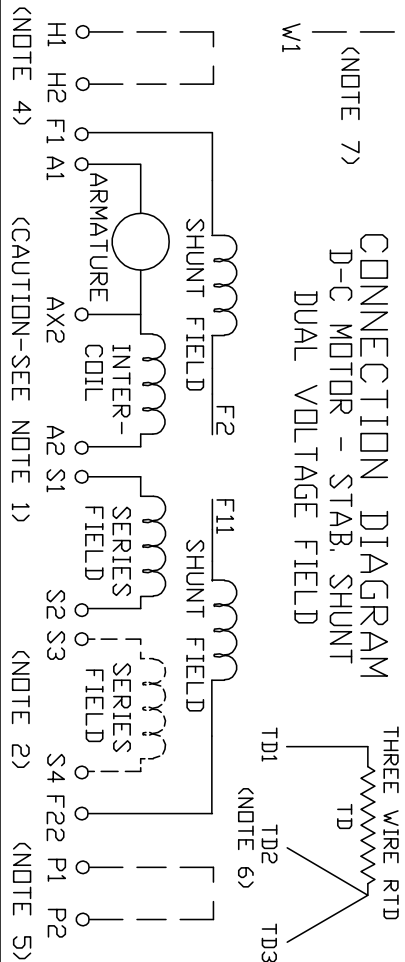 CONNECTION DIAGRAM
D-C MOTOR - STAB. SHUNT
DUAL VOLTAGE FIELD
W1
(NOTE 7)
THREE WIRE RTD
TD
TD1
TD2
TD3
(NOTE 6)
F2
F11
SHUNT FIELD
SHUNT FIELD
ARMATURE
INTER-
COIL
SERIES
FIELD
SERIES
FIELD
H1
H2
F1
A1
AX2
A2
S1
S2
S3
S4
F22
P1
P2
(NOTE 4)
(CAUTION-SEE NOTE 1)
(NOTE 2)
(NOTE 5)